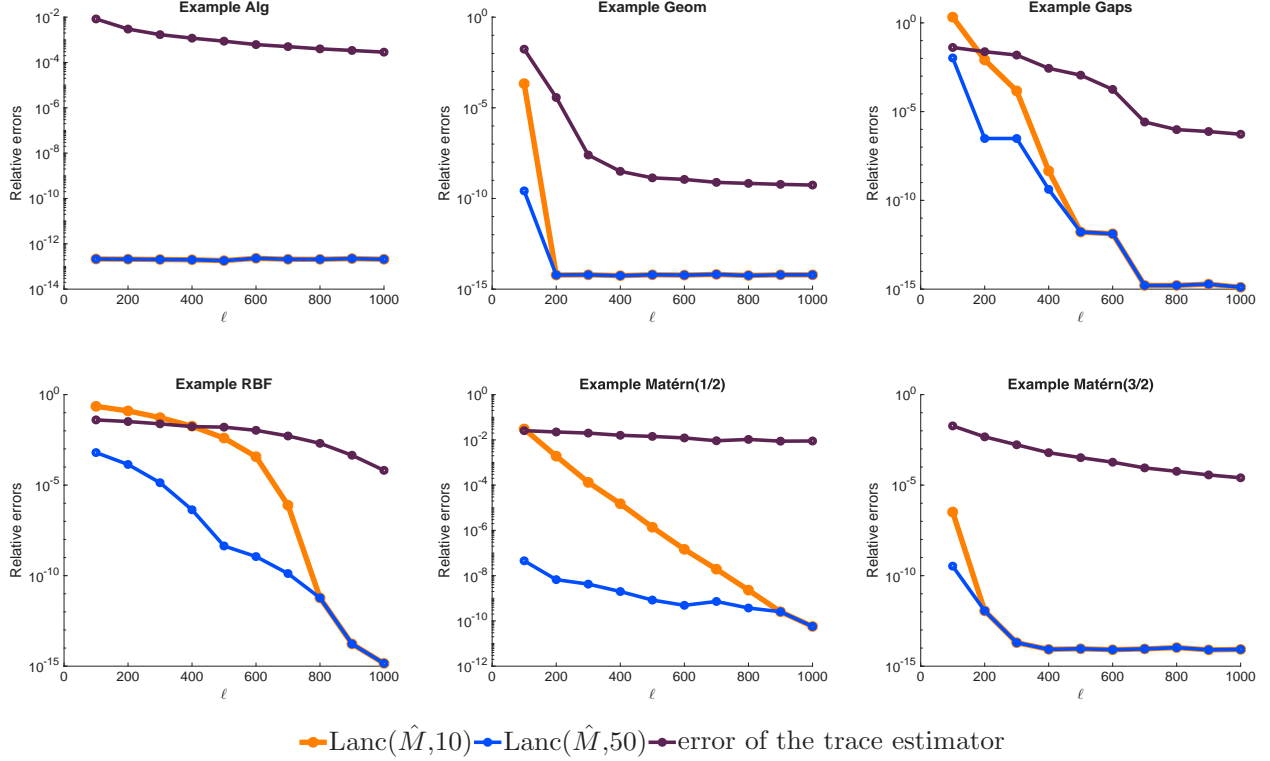 Example Alg
Relative errors
10^-2
10^-4
10^-6
10^-8
10^-10
10^-12
10^-14
0 200 400 600 800 1000
ℓ
Example Geom
Relative errors
10^0
10^-5
10^-10
10^-15
0 200 400 600 800 1000
ℓ
Example Gaps
Relative errors
10^0
10^-5
10^-10
10^-15
0 200 400 600 800 1000
ℓ
Example RBF
Relative errors
10^0
10^-5
10^-10
10^-15
0 200 400 600 800 1000
ℓ
Example Matérn(1/2)
Relative errors
10^0
10^-2
10^-4
10^-6
10^-8
10^-10
10^-12
0 200 400 600 800 1000
ℓ
Example Matérn(3/2)
Relative errors
10^0
10^-5
10^-10
10^-15
0 200 400 600 800 1000
ℓ
Lanc(M̂,10) Lanc(M̂,50) error of the trace estimator